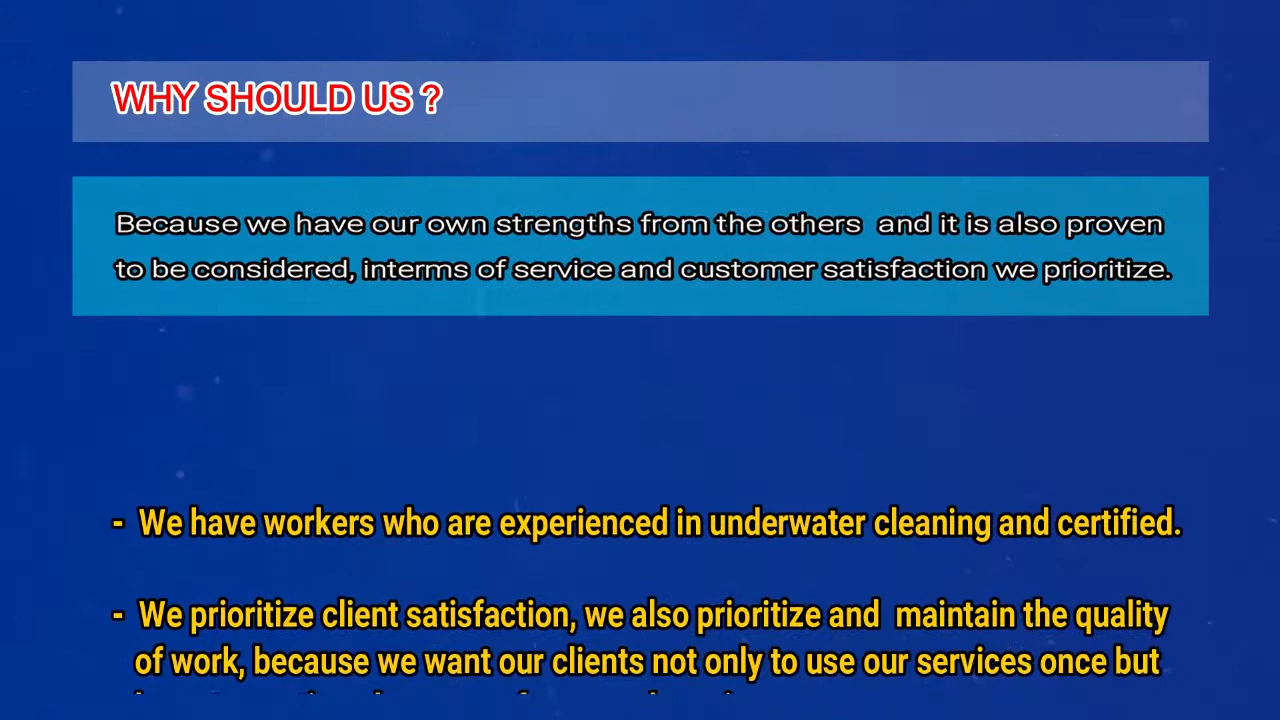 WHY SHOULD US ?
Because we have our own strengths from the others and it is also proven
to be considered, interms of service and customer satisfaction we prioritize.
- We have workers who are experienced in underwater cleaning and certified.
- We prioritize client satisfaction, we also prioritize and maintain the quality
of work, because we want our clients not only to use our services once but